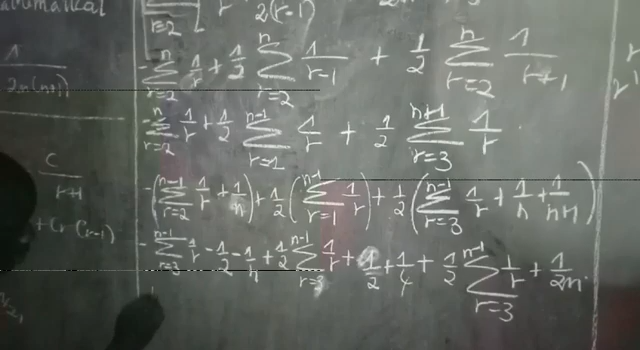 1
2n(n+1)
C
r+1
+Cr(r-1)
∑ r=2 [ r 2(r-1)
-∑_{r=2}^{n} 1/r + 1/2 ∑_{r=2}^{n} 1/(r-1) + 1/2 ∑_{r=2}^{n} 1/(r+1)
-∑_{r=2}^{n} 1/r + 1/2 ∑_{r=1}^{n-1} 1/r + 1/2 ∑_{r=3}^{n+1} 1/r
-(∑_{r=2}^{n-1} 1/r + 1/n) + 1/2 (∑_{r=1}^{n-1} 1/r) + 1/2 (∑_{r=3}^{n-1} 1/r + 1/n + 1/n+1)
-∑_{r=3}^{n-1} 1/r - 1/2 - 1/n + 1/2 ∑_{r=3}^{n-1} 1/r + 1/2 + 1/4 + 1/2 ∑_{r=3}^{n-1} 1/r + 1/2n